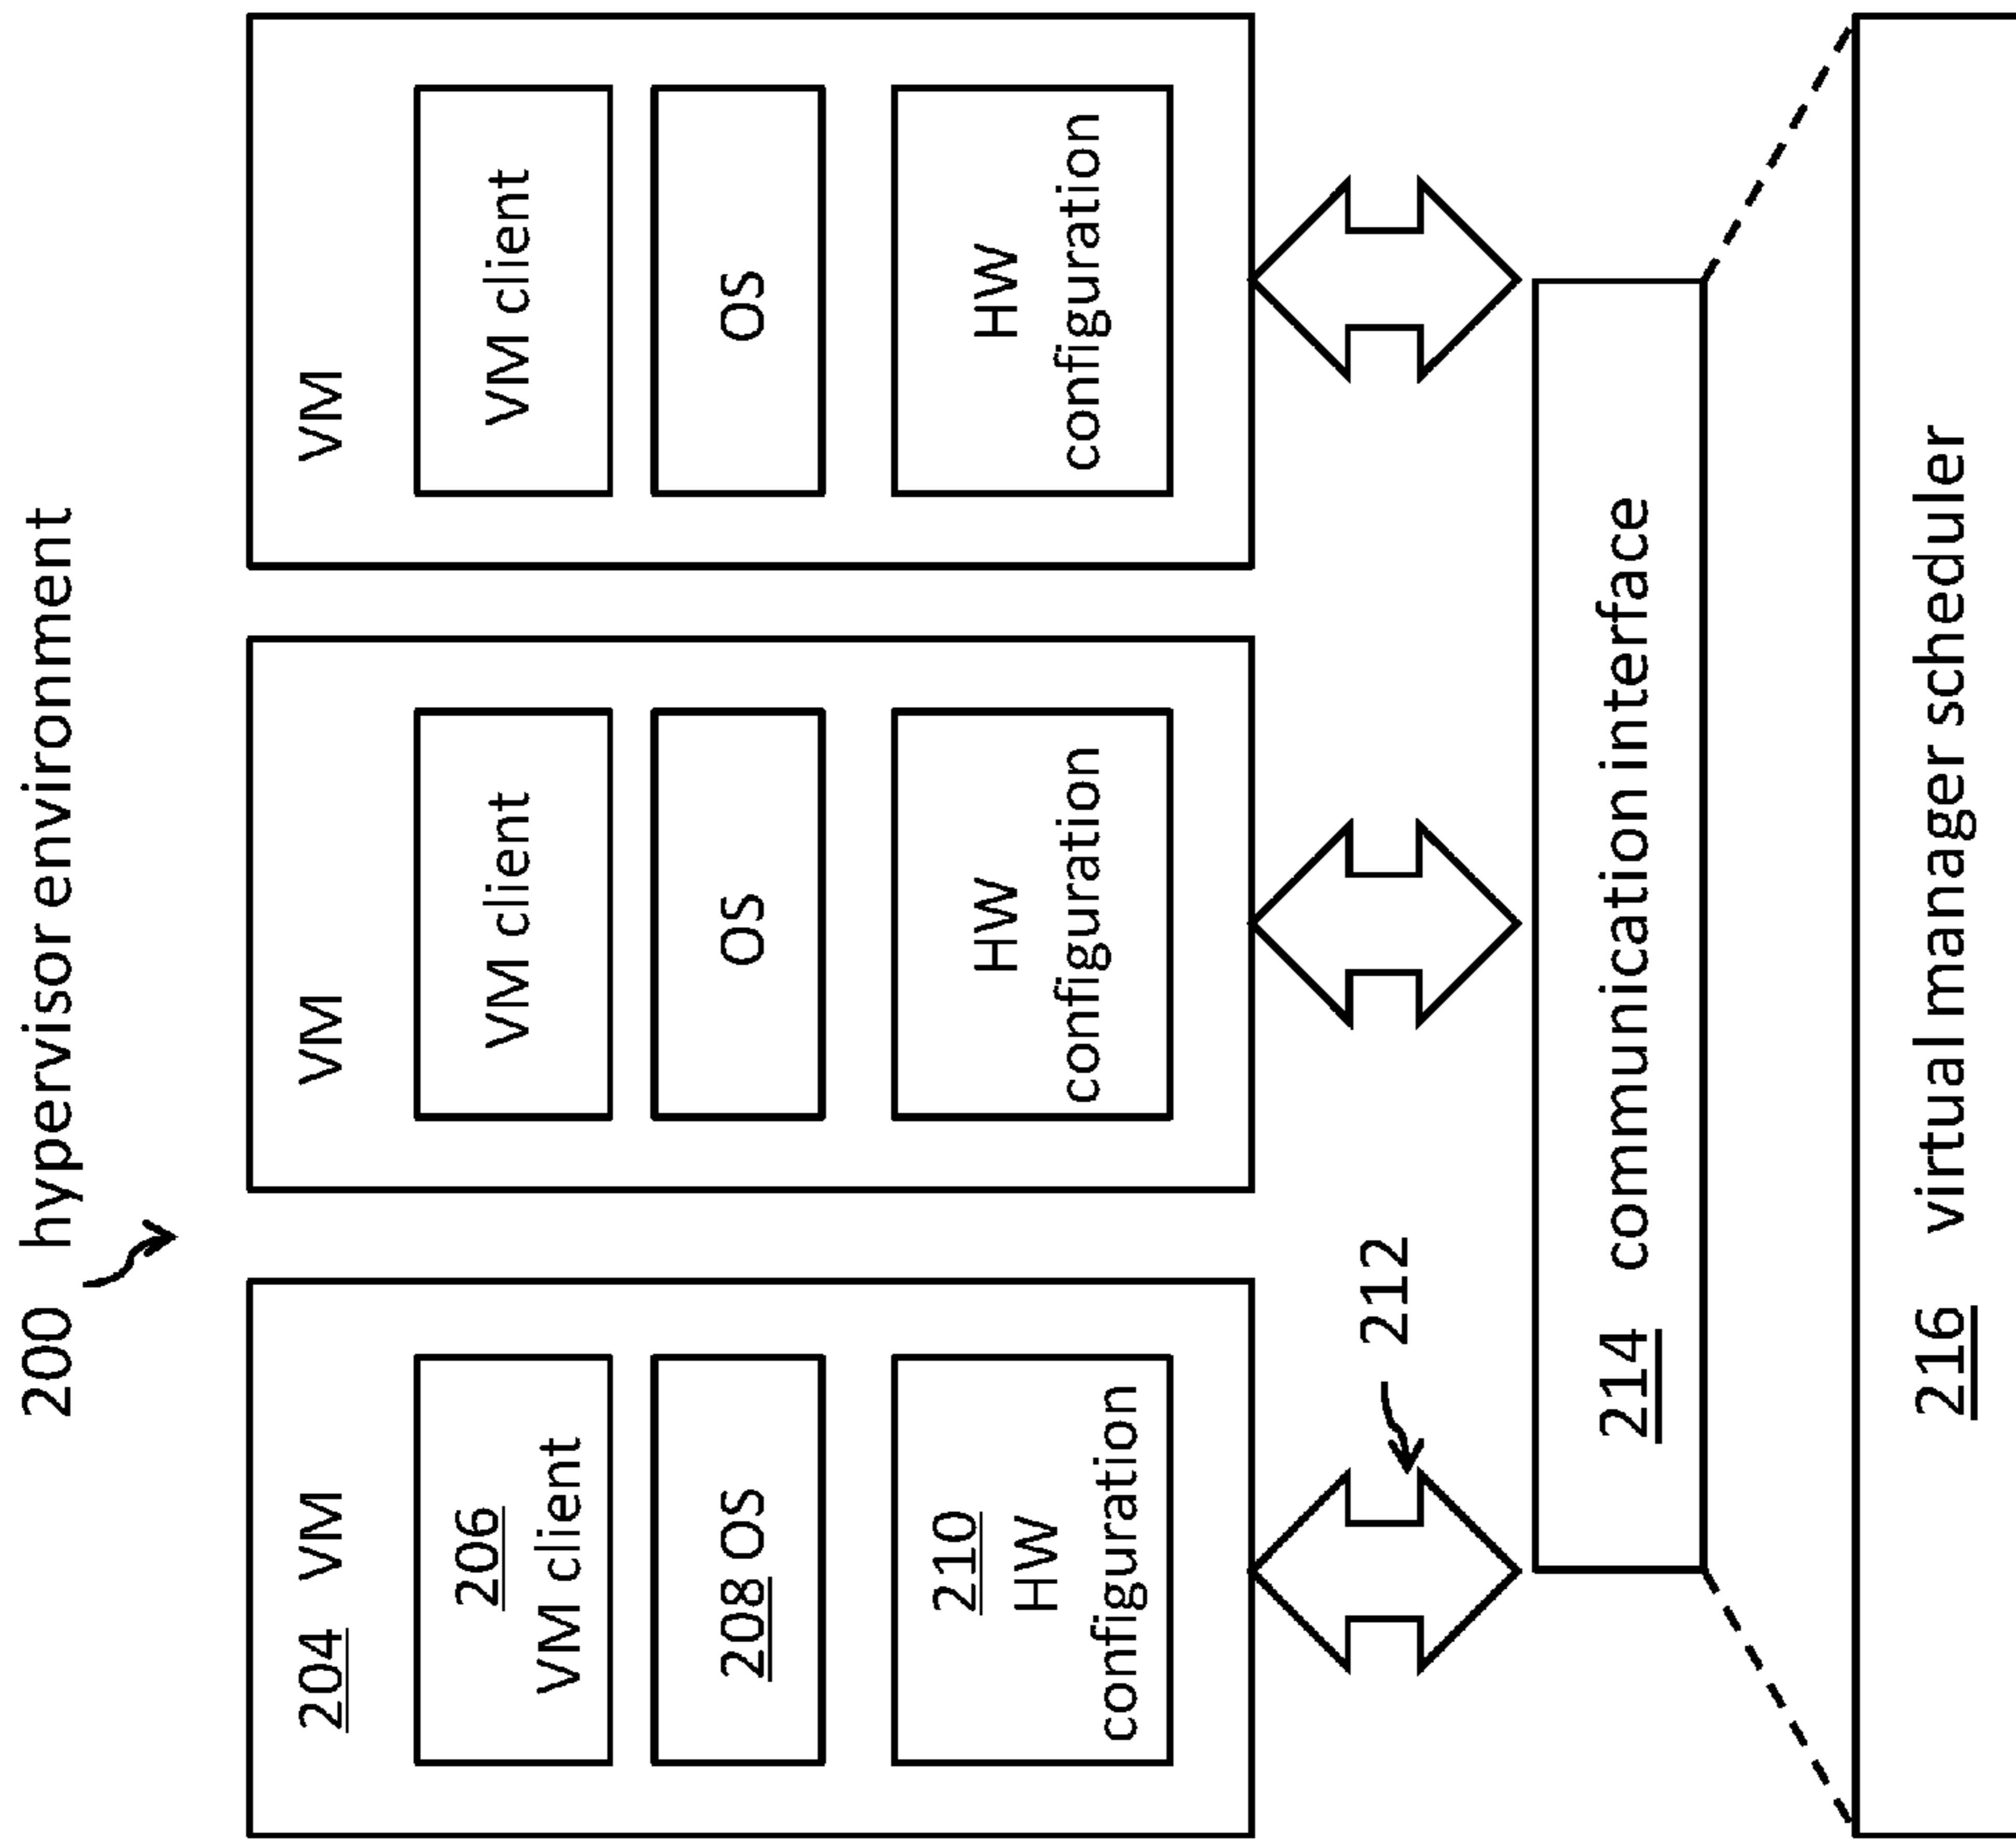 200 hypervisor environment
204 VM
206
VM client
208 OS
210
HW
configuration
VM
VM client
OS
HW
configuration
VM
VM client
OS
HW
configuration
212
214 communication interface
216 virtual manager scheduler